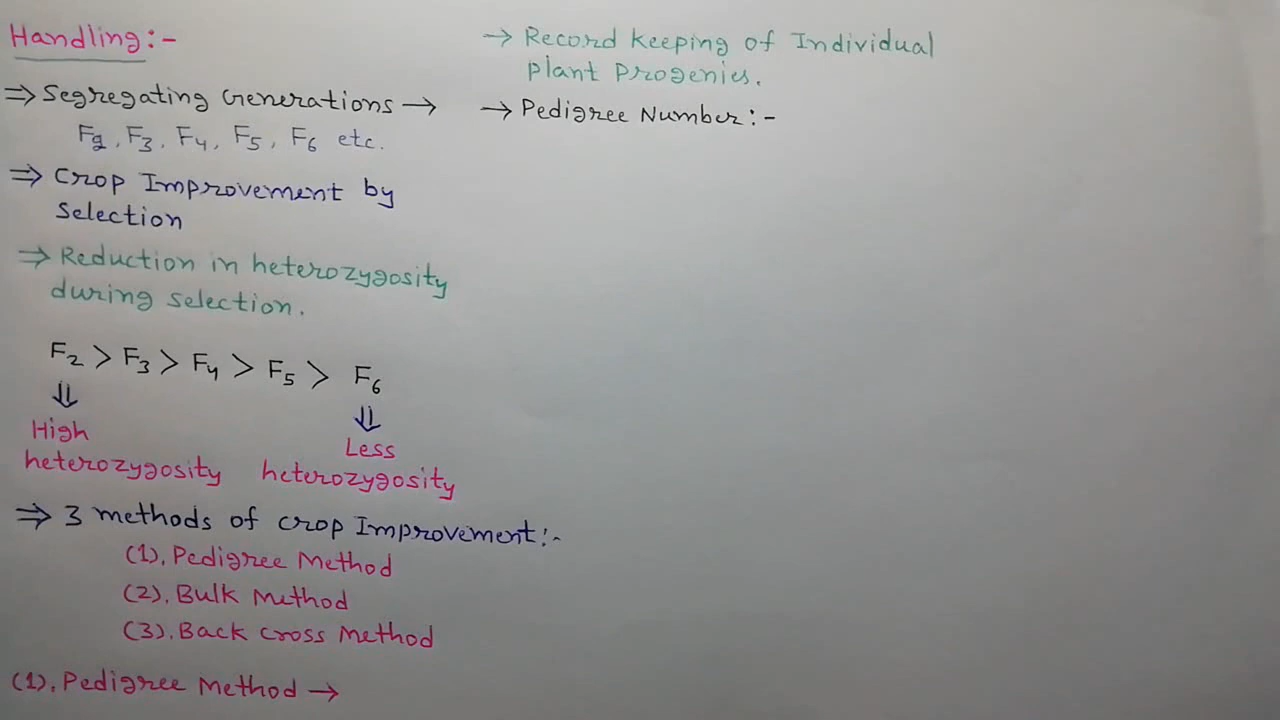 Handling:-
⇒ Segregating Generations →
F2, F3, F4, F5, F6 etc.
⇒ Crop Improvement by
Selection
⇒ Reduction in heterozygosity
during selection.
F2 > F3 > F4 > F5 > F6
⇓ ⇓
High
Less
heterozygosity heterozygosity
⇒ 3 methods of crop Improvement:-
(1). Pedigree Method
(2). Bulk Method
(3). Back cross Method
(1). Pedigree Method →
→ Record keeping of Individual
plant progenies.
→ Pedigree Number:-